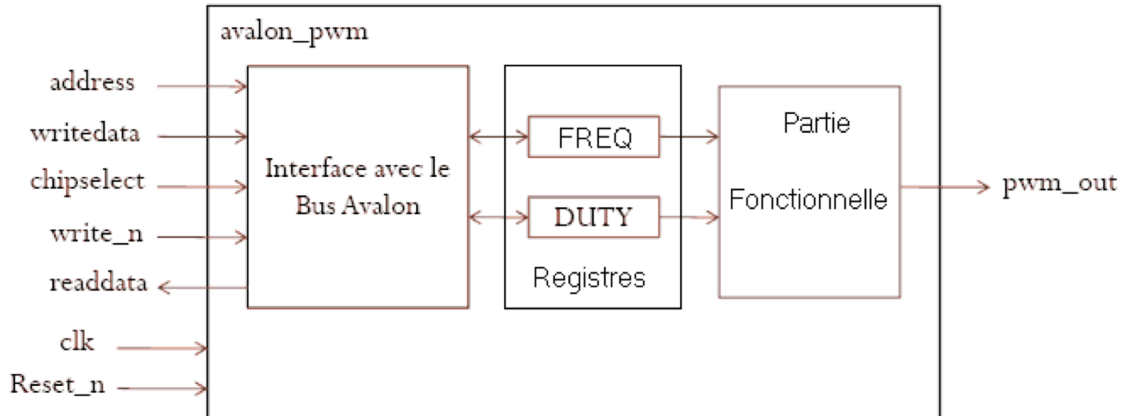 avalon_pwm
address
writedata
chipselect
write_n
readdata
clk
Reset_n
Interface avec le
Bus Avalon
FREQ
DUTY
Registres
Partie
Fonctionnelle
pwm_out